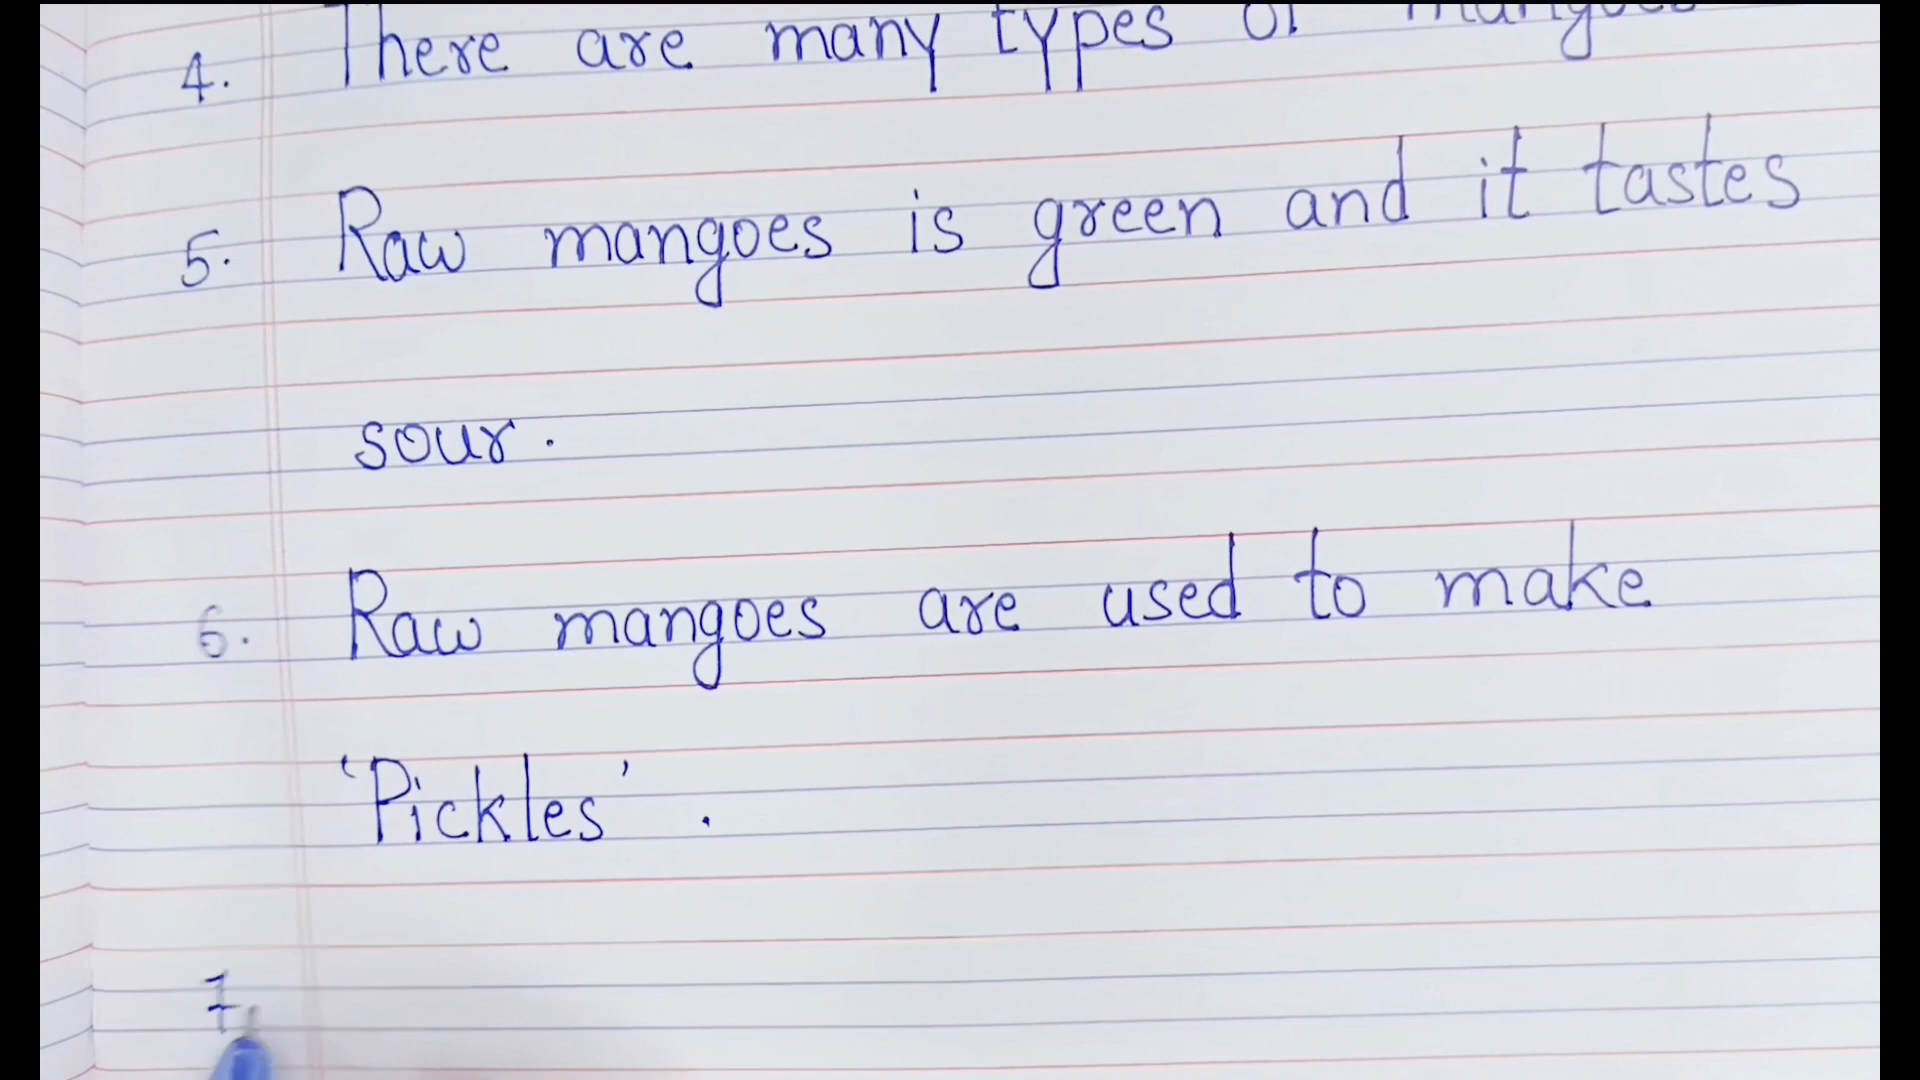 4. There are many types of mangoes
5. Raw mangoes is green and it tastes
sour.
6. Raw mangoes are used to make
'Pickles'.
7.